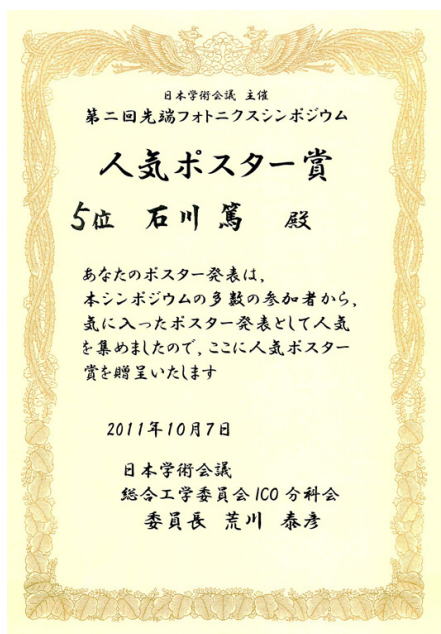 日本学術会議 主催
第二回先端フォトニクスシンポジウム
人気ポスター賞
5位 石川 篤 殿
あなたのポスター発表は,
本シンポジウムの多数の参加者から,
気に入ったポスター発表として人気
を集めましたので, ここに人気ポスター
賞を贈呈いたします
2011年10月7日
日本学術会議
総合工学委員会ICO分科会
委員長 荒川 泰彦